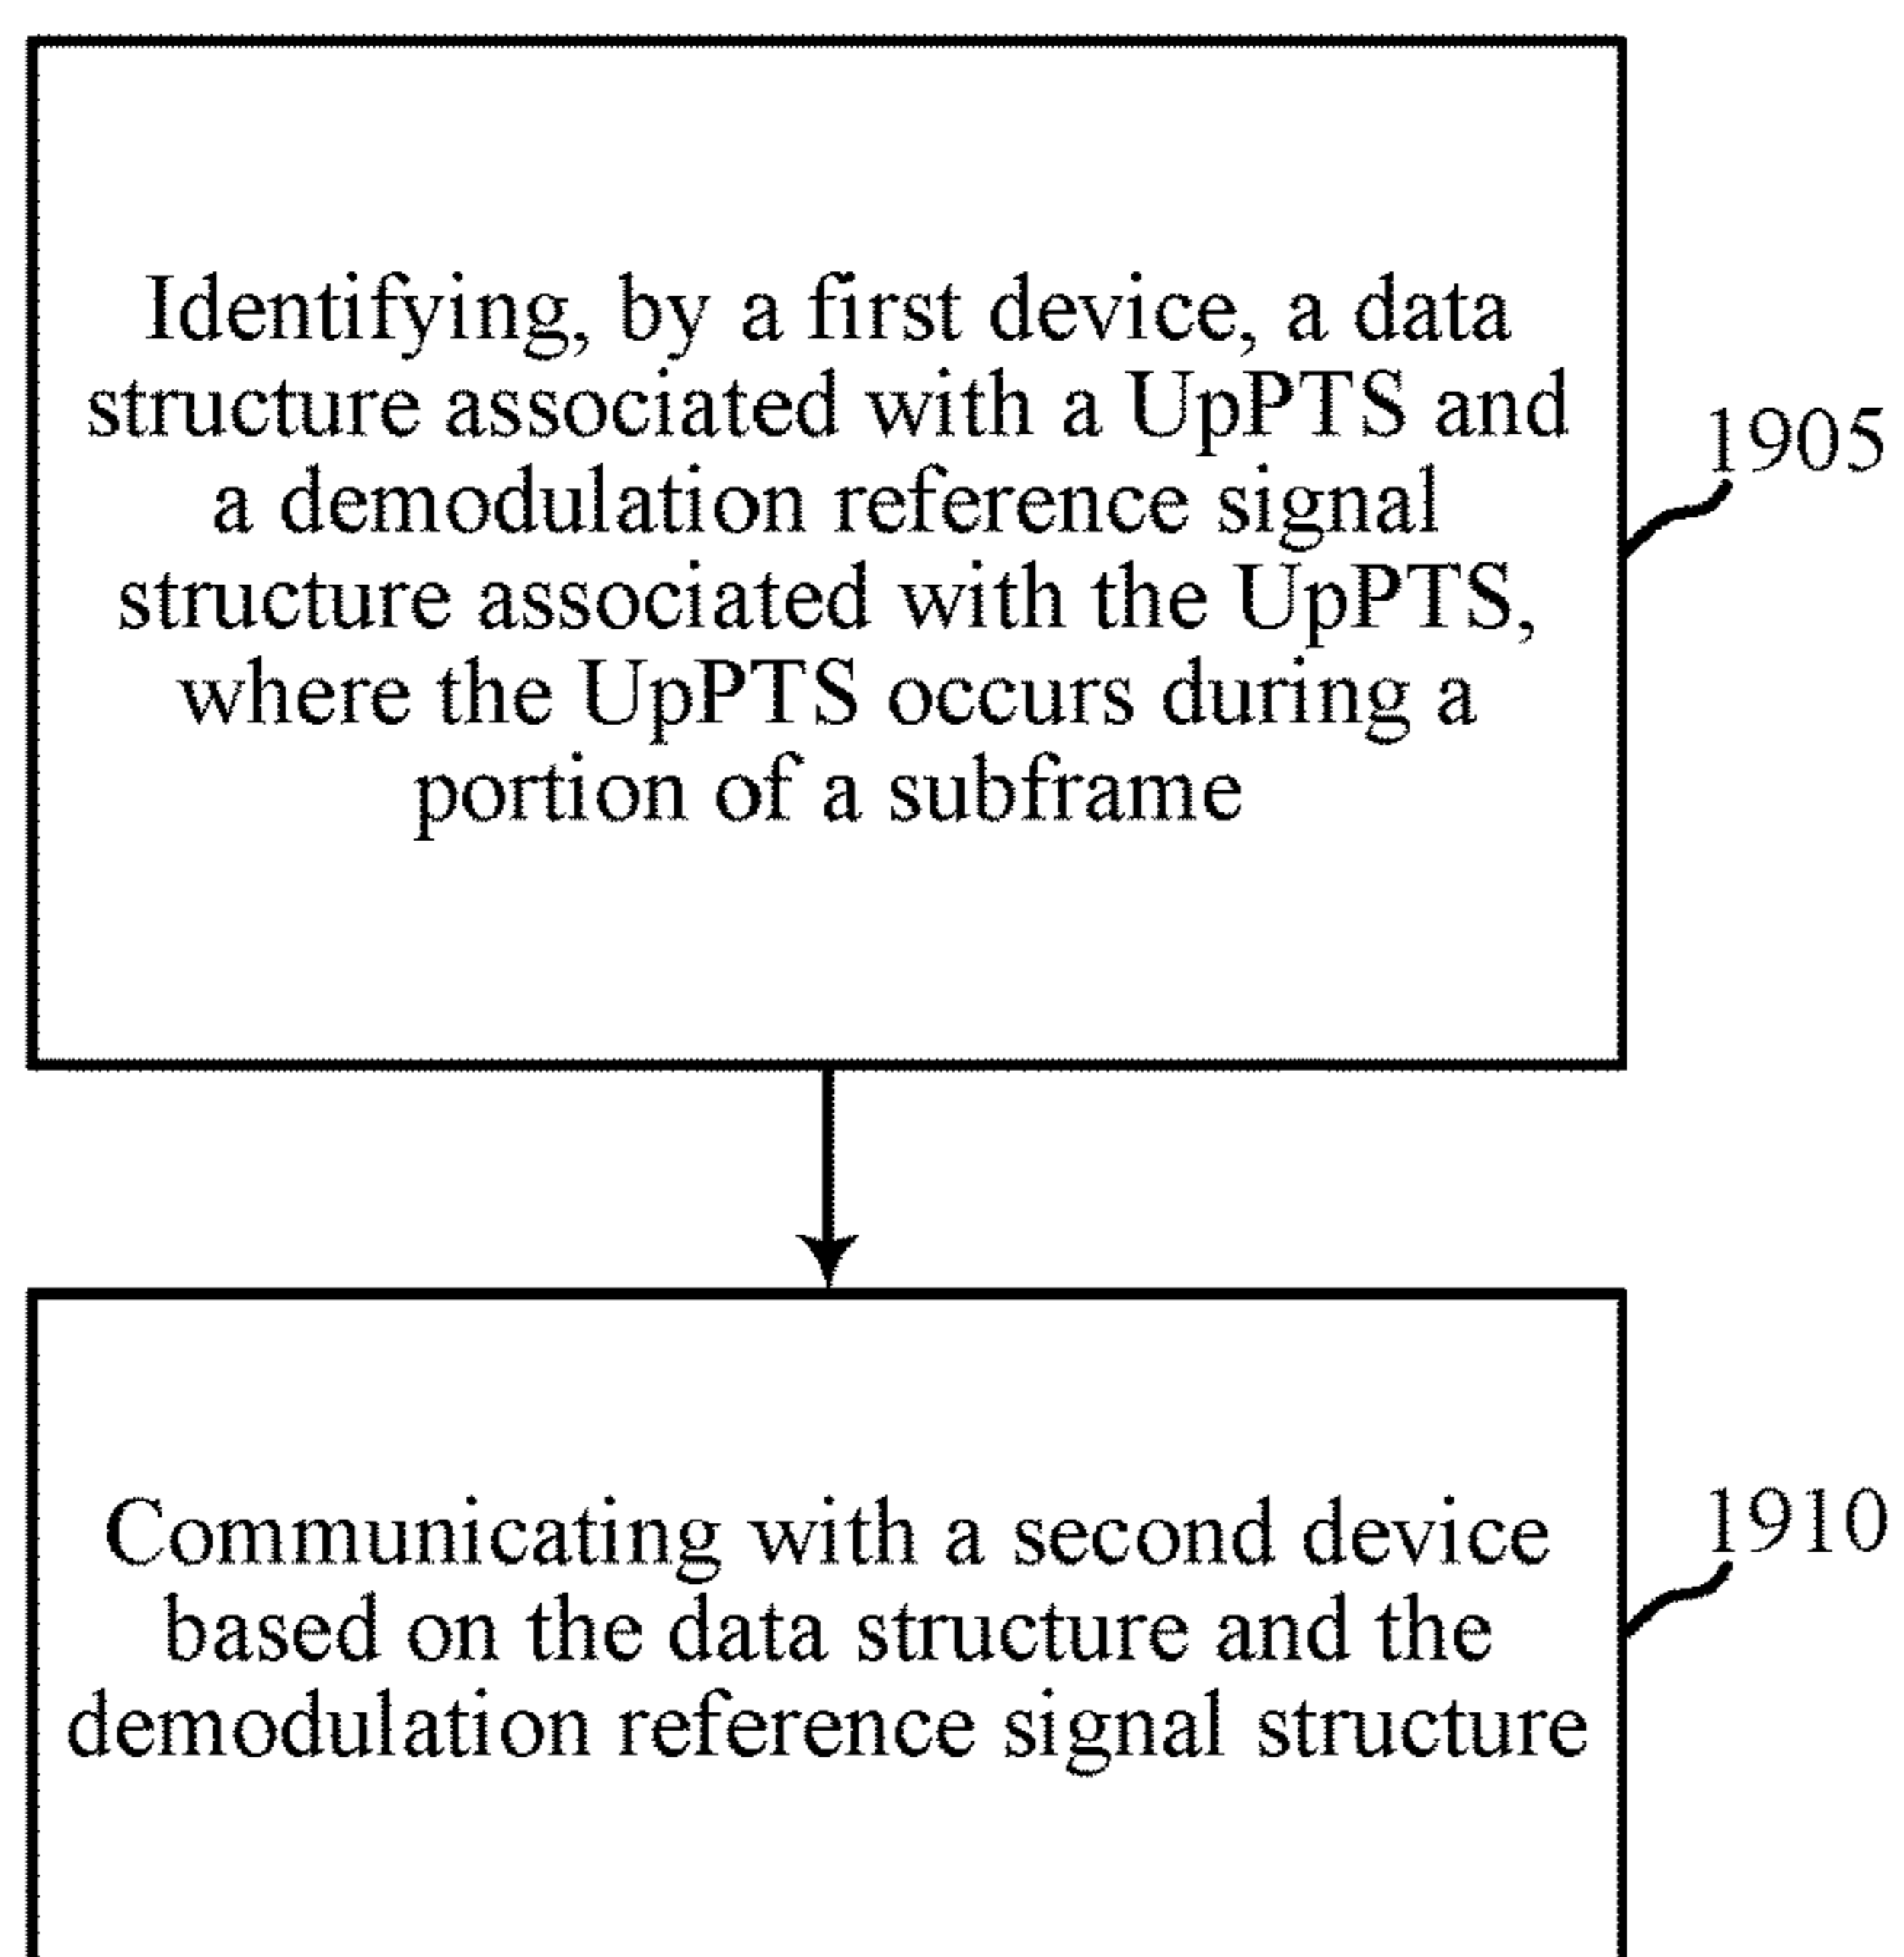 Identifying, by a first device, a data
structure associated with a UpPTS and
a demodulation reference signal
structure associated with the UpPTS,
where the UpPTS occurs during a
portion of a subframe
1905
Communicating with a second device
based on the data structure and the
demodulation reference signal structure
1910